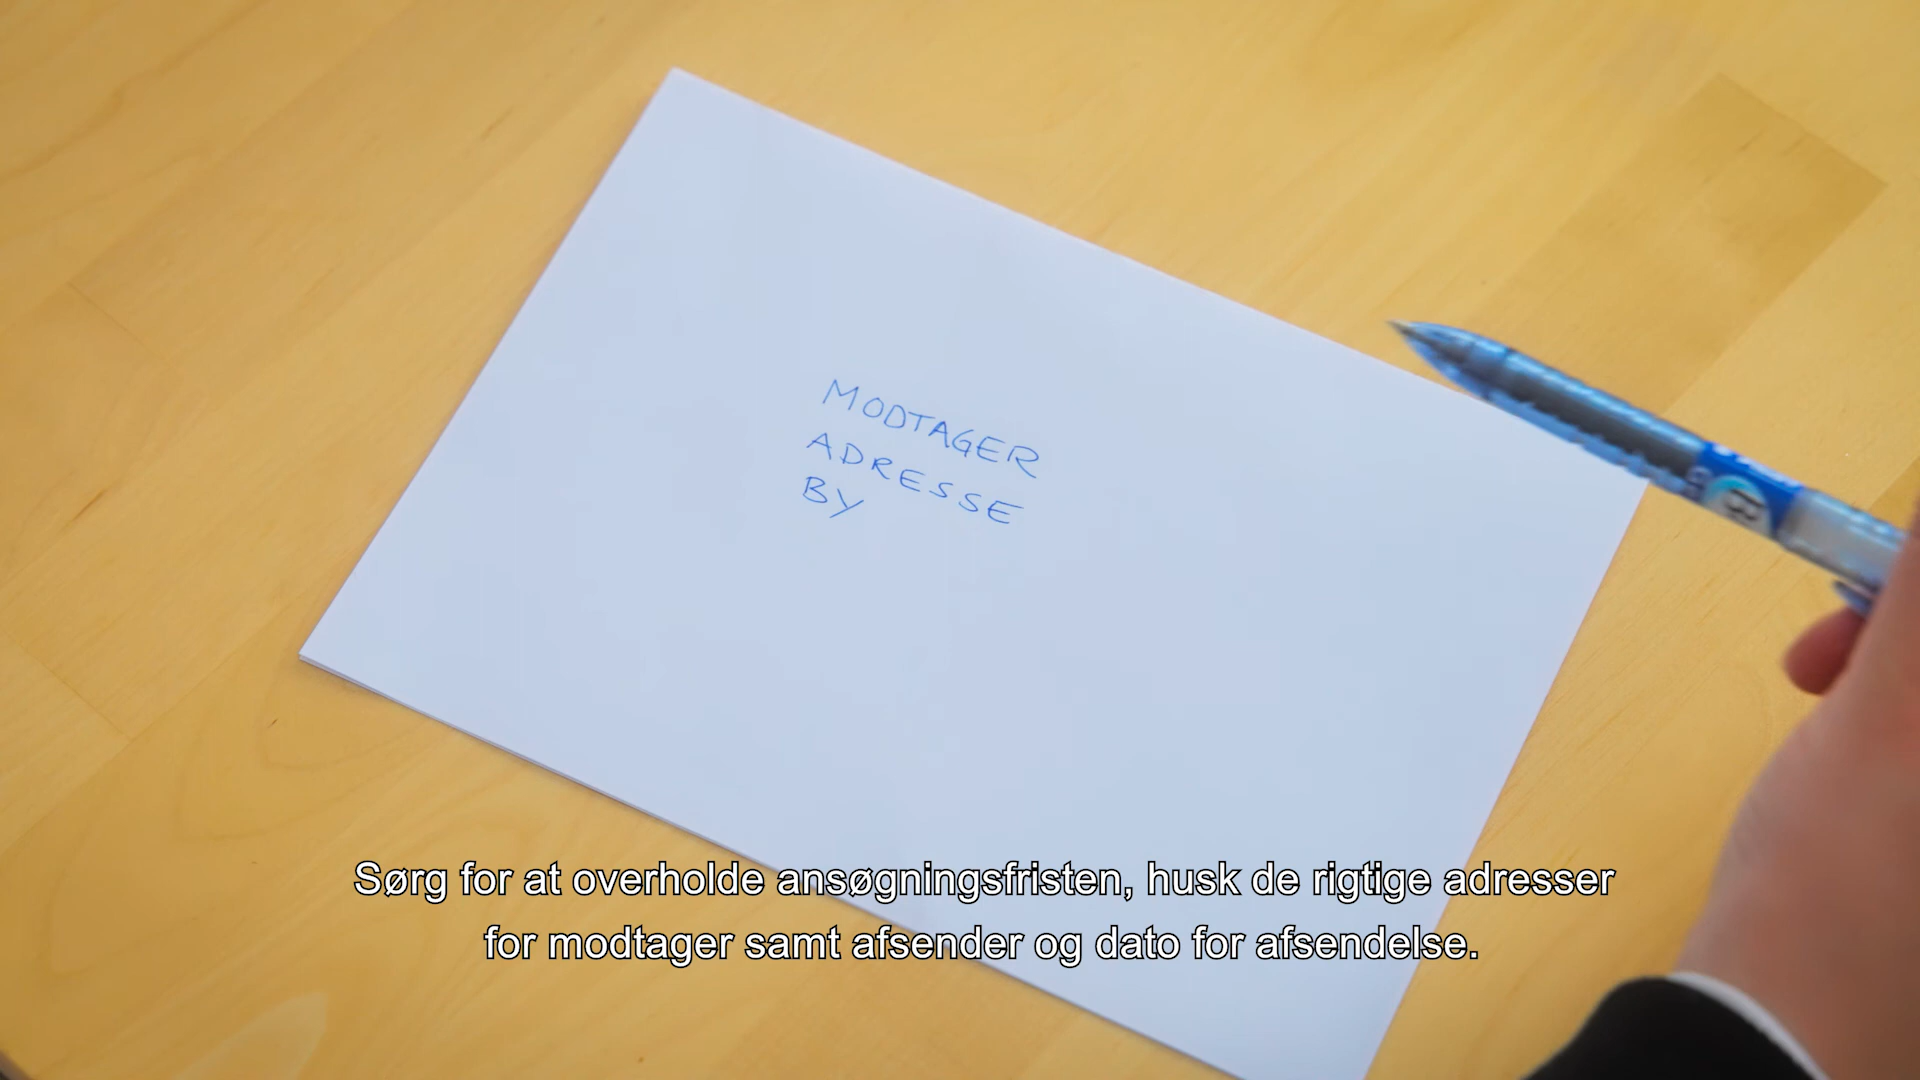 MODTAGER
ADRESSE
BY
B
Sørg for at overholde ansøgningsfristen, husk de rigtige adresser
for modtager samt afsender og dato for afsendelse.